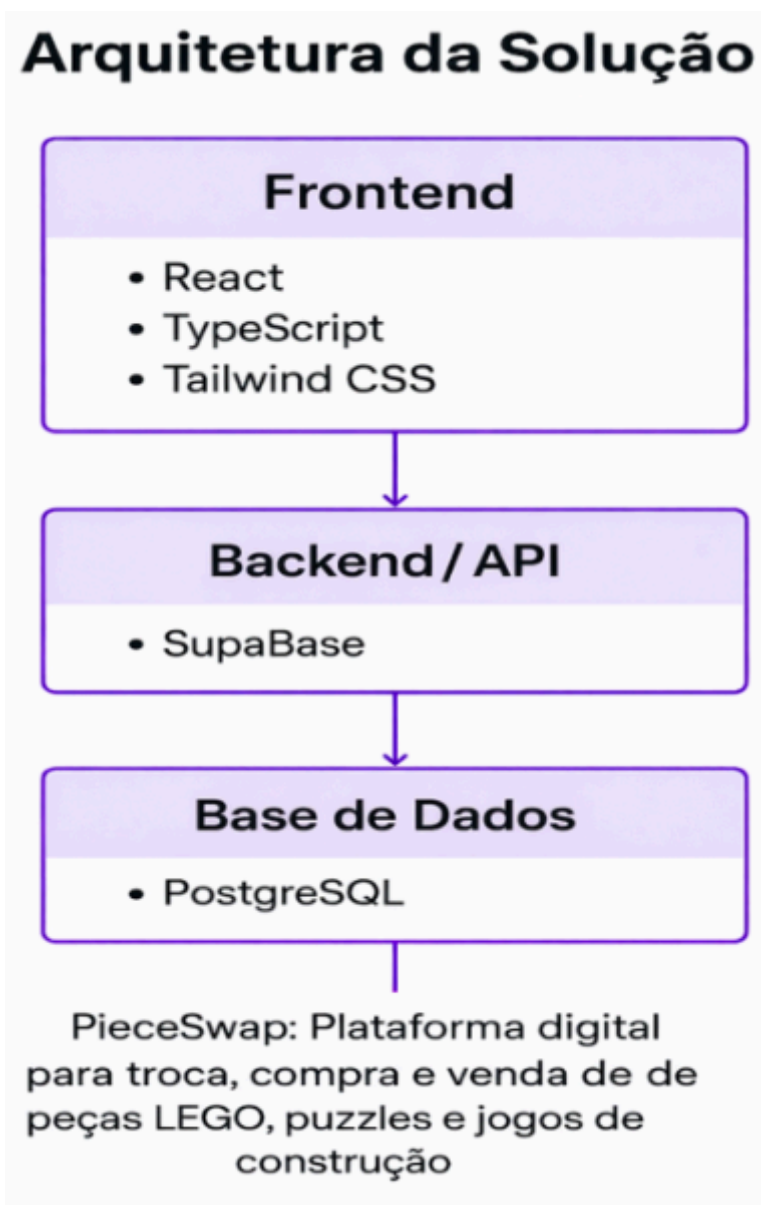 Arquitetura da Solução
Frontend
• React
• TypeScript
• Tailwind CSS
Backend / API
• SupaBase
Base de Dados
• PostgreSQL
PieceSwap: Plataforma digital
para troca, compra e venda de de
peças LEGO, puzzles e jogos de
construção